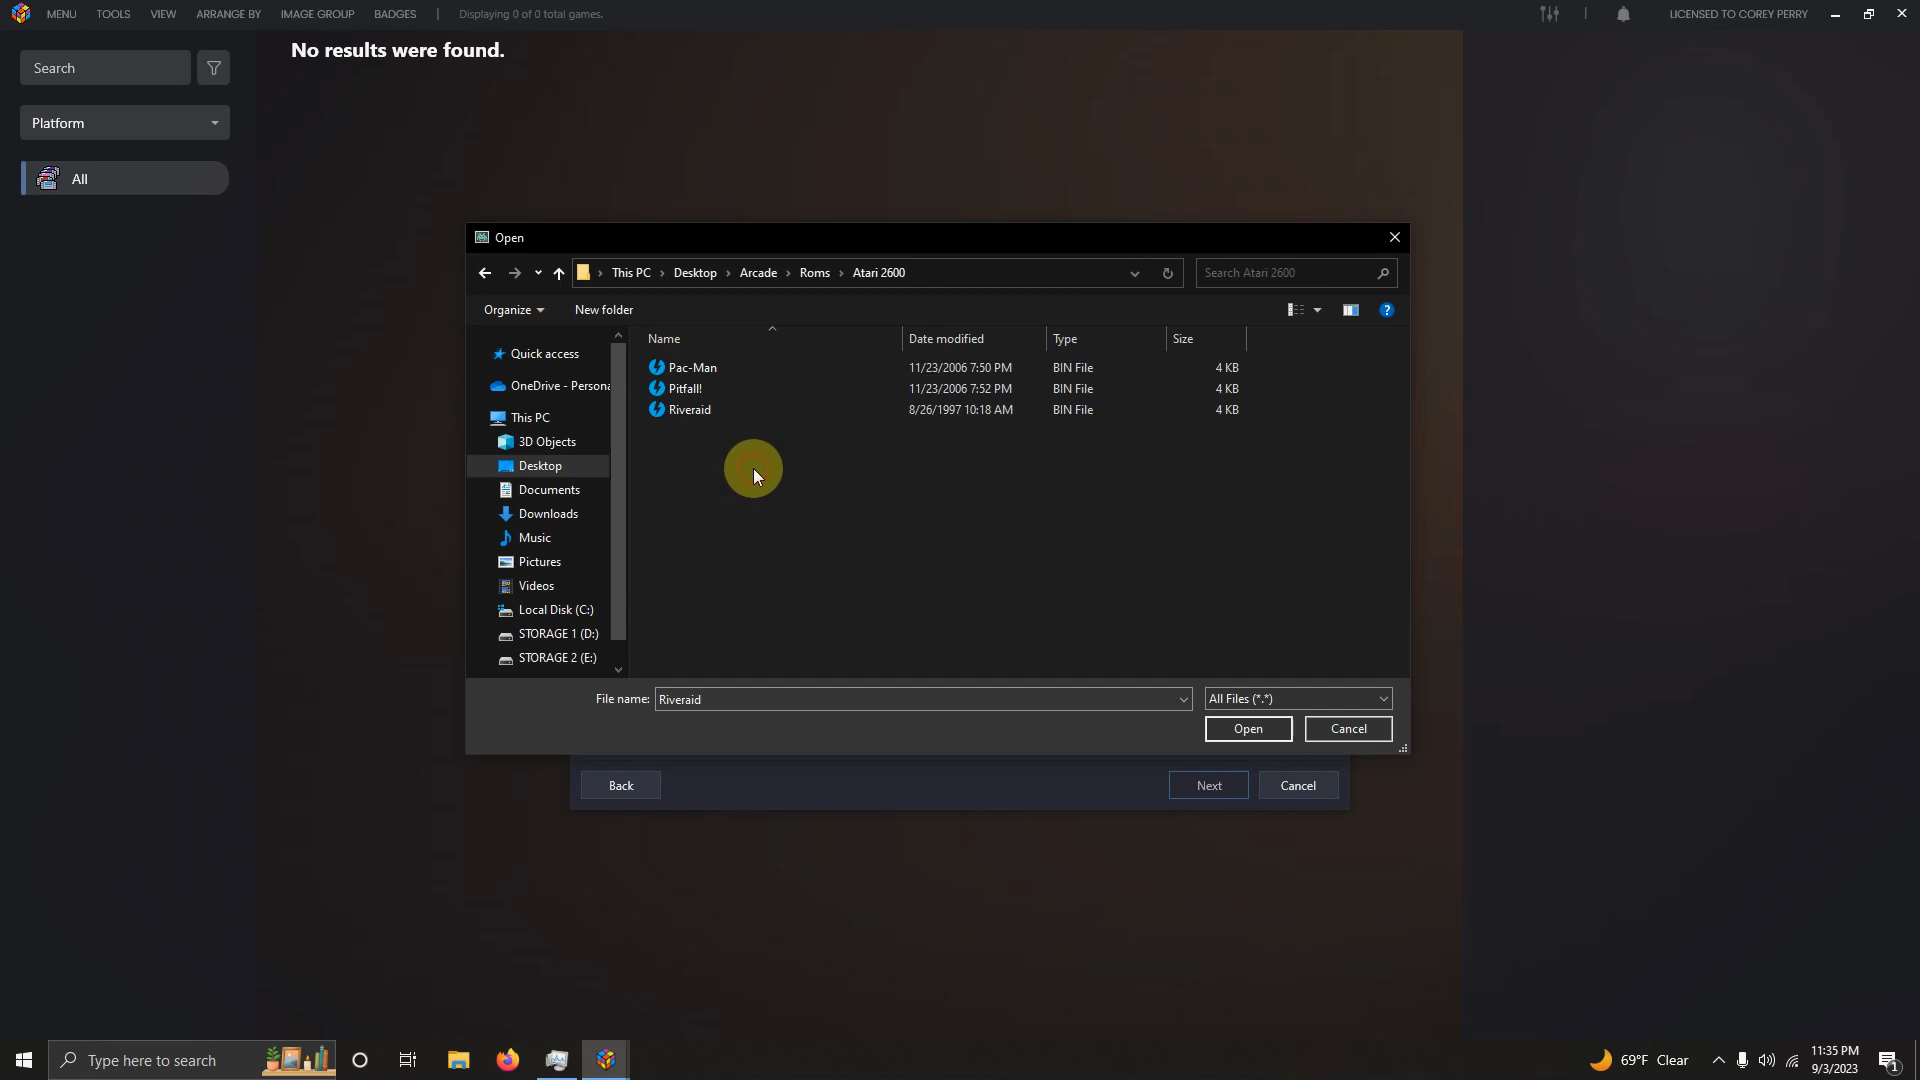 MENU TOOLS VIEW ARRANGE BY IMAGE GROUP BADGES | Displaying 0 of 0 total games. LICENSED TO COREY PERRY
No results were found.
Search
Platform
All
Open
This PC > Desktop > Arcade > Roms > Atari 2600
Search Atari 2600
Organize New folder
Name Date modified Type Size
Pac-Man 11/23/2006 7:50 PM BIN File 4 KB
Pitfall! 11/23/2006 7:52 PM BIN File 4 KB
Riveraid 8/26/1997 10:18 AM BIN File 4 KB
Quick access
OneDrive - Persona
This PC
3D Objects
Desktop
Documents
Downloads
Music
Pictures
Videos
Local Disk (C:)
STORAGE 1 (D:)
STORAGE 2 (E:)
File name: Riveraid All Files (*.*)
Open Cancel
Back Next Cancel
Type here to search
69°F Clear
11:35 PM
9/3/2023
1